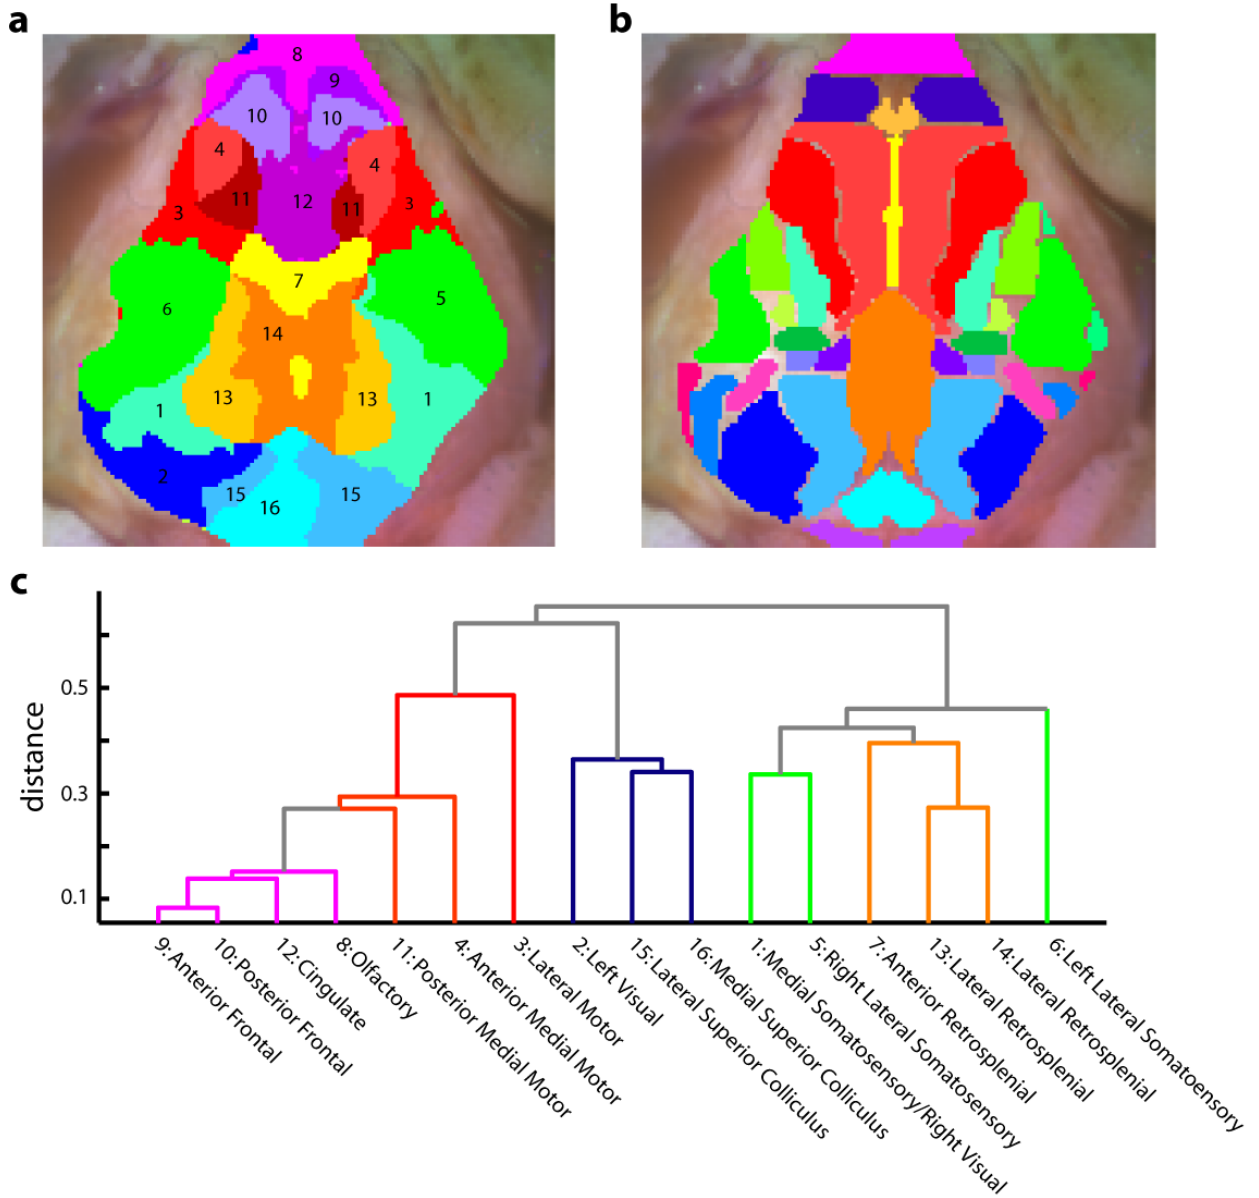 a
b
8
9
10
10
4
4
11
12
11
3
3
7
5
6
14
13
13
1
1
2
15
15
16
c
distance
0.5
0.3
0.1
9: Anterior Frontal
10: Posterior Frontal
12: Cingulate
8: Olfactory
11: Posterior Medial Motor
4: Anterior Medial Motor
3: Lateral Motor
2: Left Visual
15: Lateral Superior Colliculus
16: Medial Superior Colliculus
1: Medial Somatosensory/Right Visual
5: Right Lateral Somatosensory
7: Anterior Retrosplenial
13: Lateral Retrosplenial
14: Lateral Retrosplenial
6: Left Lateral Somatoensory